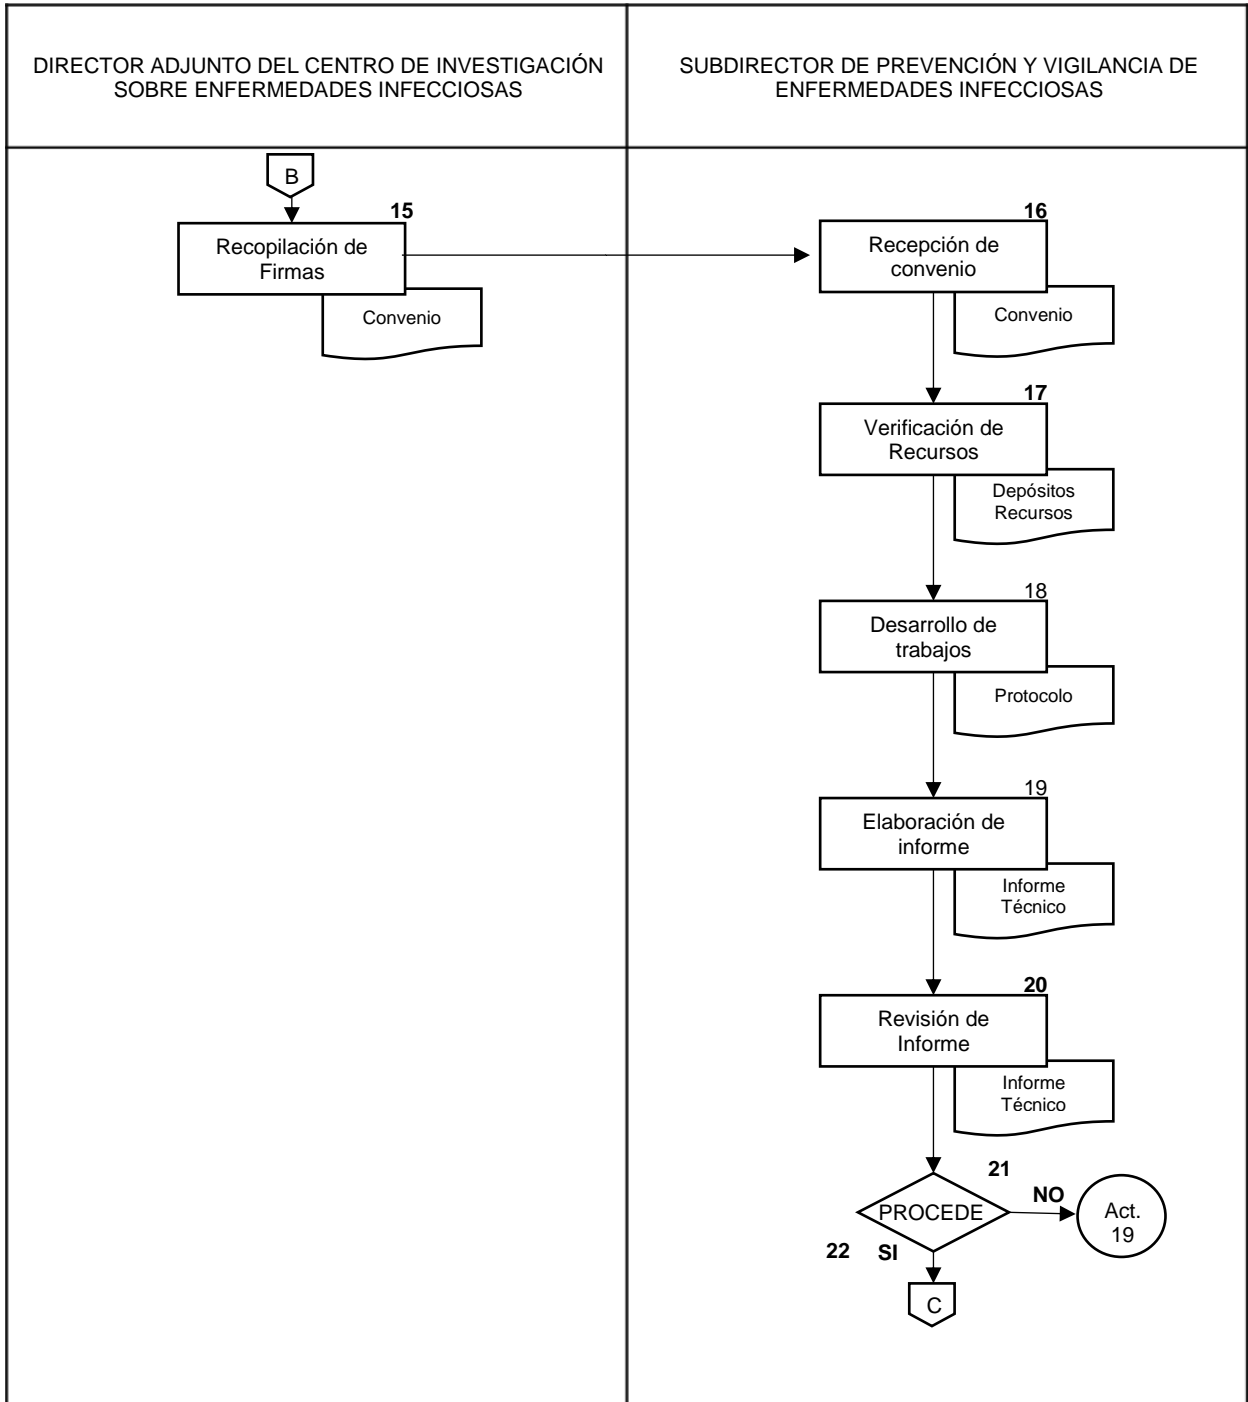 DIRECTOR ADJUNTO DEL CENTRO DE INVESTIGACIÓN
SOBRE ENFERMEDADES INFECCIOSAS
SUBDIRECTOR DE PREVENCIÓN Y VIGILANCIA DE
ENFERMEDADES INFECCIOSAS
B
15
Recopilación de
Firmas
Convenio
16
Recepción de
convenio
Convenio
17
Verificación de
Recursos
Depósitos
Recursos
18
Desarrollo de
trabajos
Protocolo
19
Elaboración de
informe
Informe
Técnico
20
Revisión de
Informe
Informe
Técnico
21
PROCEDE
NO
Act.
19
22 SI
C